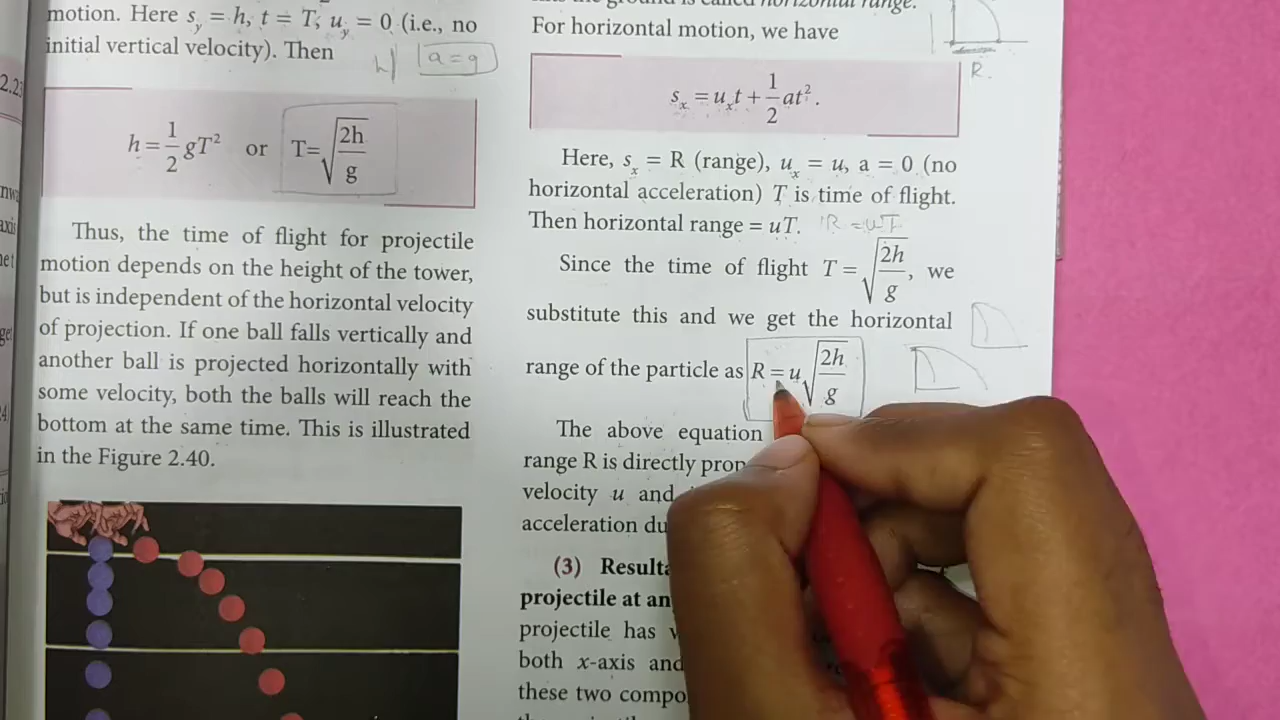 motion. Here s_y = h, t = T, u_y = 0 (i.e., no
initial vertical velocity). Then
h) a = g
h = 1/2 gT² or T = √(2h/g)
Thus, the time of flight for projectile
motion depends on the height of the tower,
but is independent of the horizontal velocity
of projection. If one ball falls vertically and
another ball is projected horizontally with
some velocity, both the balls will reach the
bottom at the same time. This is illustrated
in the Figure 2.40.
the ground is called horizontal range.
For horizontal motion, we have
R.
s_x = u_x t + 1/2 at².
Here, s_x = R (range), u_x = u, a = 0 (no
horizontal acceleration) T is time of flight.
Then horizontal range = uT. R = uT
Since the time of flight T = √(2h/g), we
substitute this and we get the horizontal
range of the particle as R = u√(2h/g)
The above equation
range R is directly prop
velocity u and
acceleration du
(3) Resulta
projectile at an
projectile has
both x-axis and
these two compo